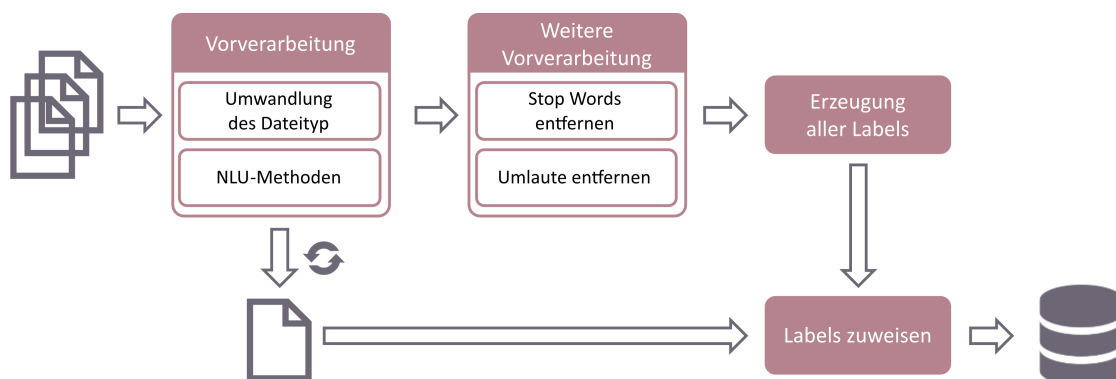 Vorverarbeitung
Umwandlung
des Dateityp
NLU-Methoden
Weitere
Vorverarbeitung
Stop Words
entfernen
Umlaute entfernen
Erzeugung
aller Labels
Labels zuweisen